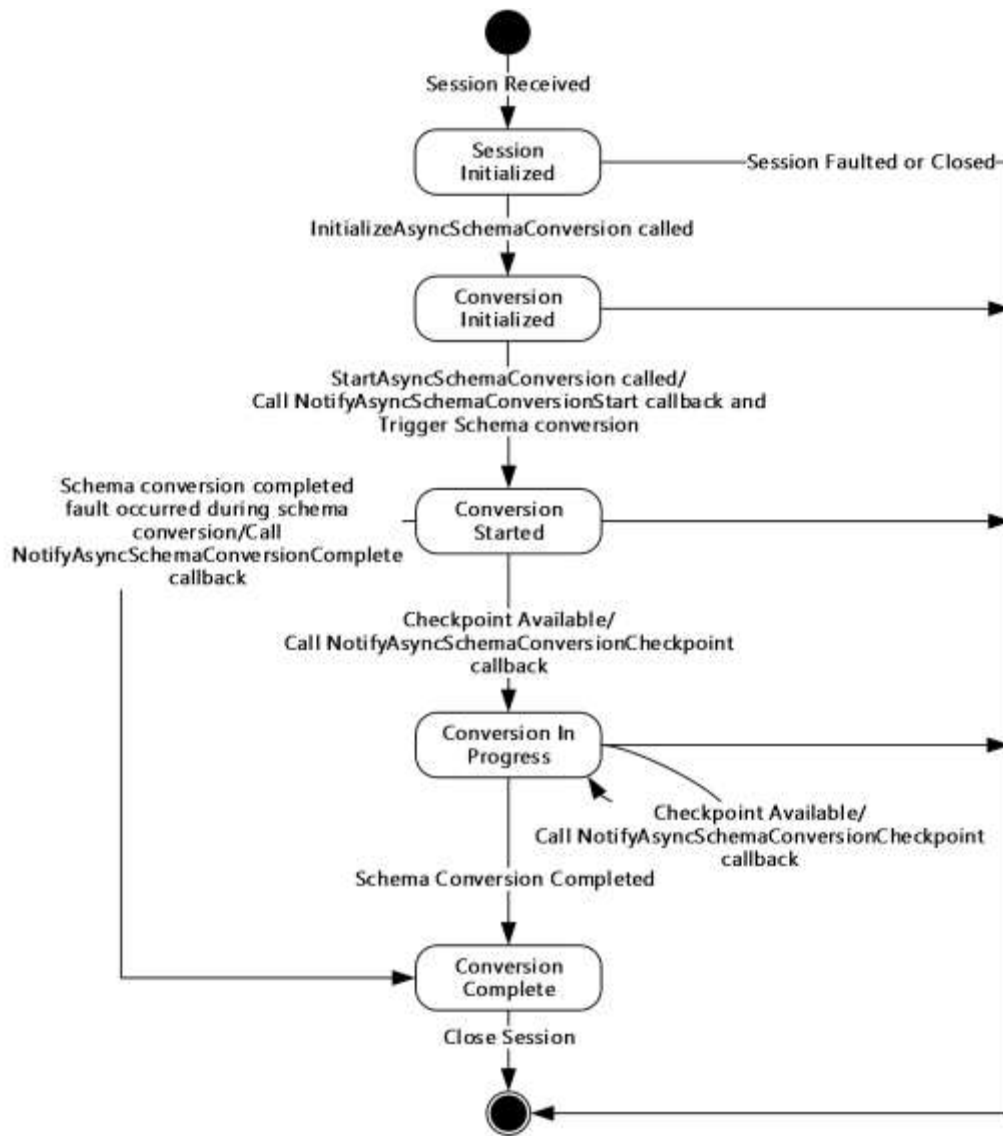 Session Received
Session
Initialized
Session Faulted or Closed
InitializeAsyncSchemaConversion called
Conversion
Initialized
StartAsyncSchemaConversion called/
Call NotifyAsyncSchemaConversionStart callback and
Trigger Schema conversion
Schema conversion completed
fault occurred during schema
conversion/Call
NotifyAsyncSchemaConversionComplete
callback
Conversion
Started
Checkpoint Available/
Call NotifyAsyncSchemaConversionCheckpoint
callback
Conversion In
Progress
Checkpoint Available/
Call NotifyAsyncSchemaConversionCheckpoint
callback
Schema Conversion Completed
Conversion
Complete
Close Session